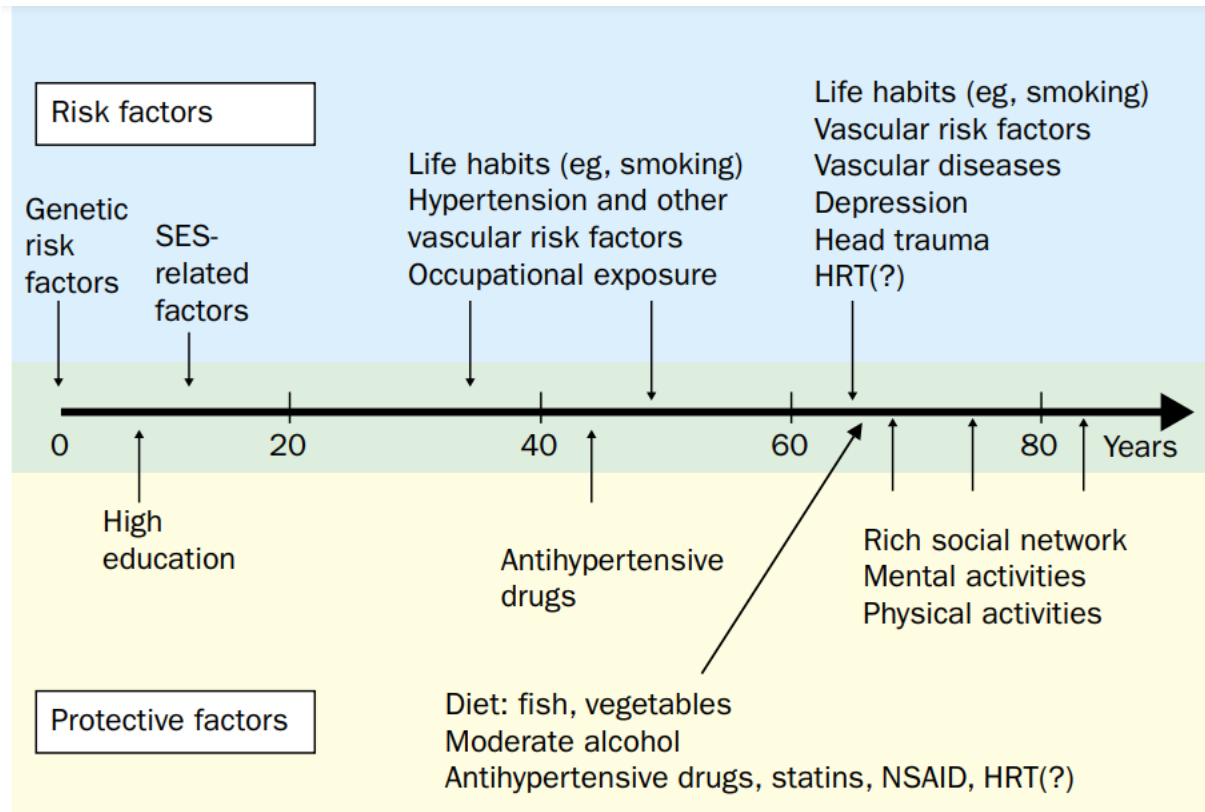 Risk factors
Genetic
risk
factors
SES-
related
factors
Life habits (eg, smoking)
Hypertension and other
vascular risk factors
Occupational exposure
Life habits (eg, smoking)
Vascular risk factors
Vascular diseases
Depression
Head trauma
HRT(?)
0 20 40 60 80 Years
High
education
Antihypertensive
drugs
Rich social network
Mental activities
Physical activities
Protective factors
Diet: fish, vegetables
Moderate alcohol
Antihypertensive drugs, statins, NSAID, HRT(?)